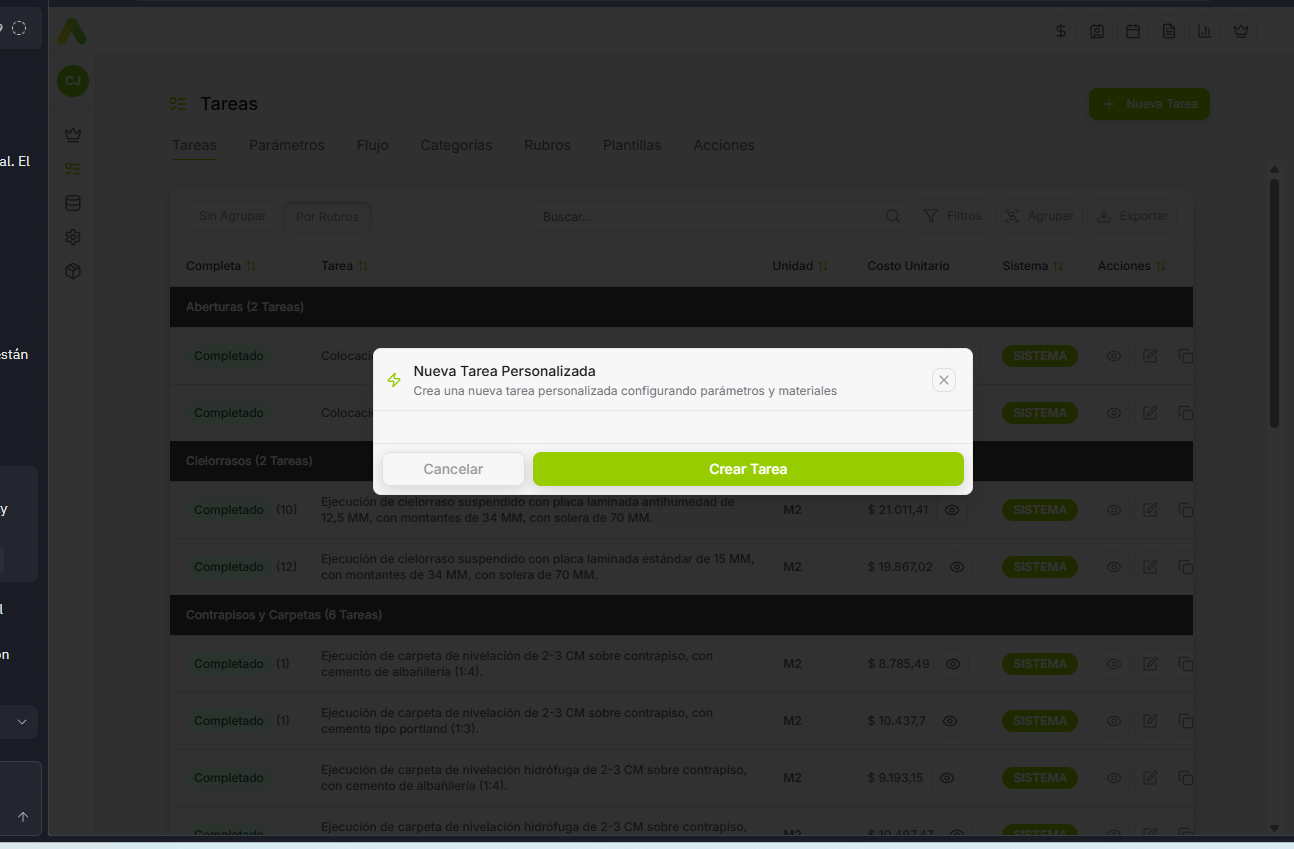 al. El
están
y
l
on
CJ
Tareas
+ Nueva Tarea
Tareas Parámetros Flujo Categorías Rubros Plantillas Acciones
Sin Agrupar Por Rubros Buscar... Filtros Agrupar Exportar
Completa Tarea Unidad Costo Unitario Sistema Acciones
Aberturas (2 Tareas)
Completado Colocaci SISTEMA
Nueva Tarea Personalizada
Crea una nueva tarea personalizada configurando parámetros y materiales
Completado Colocaci SISTEMA
Cielorrasos (2 Tareas)
Cancelar Crear Tarea
Completado (10) Ejecución de cielorraso suspendido con placa laminada antihumedad de
12,5 MM, con montantes de 34 MM, con solera de 70 MM. M2 $ 21.011,41 SISTEMA
Completado (12) Ejecución de cielorraso suspendido con placa laminada estándar de 15 MM,
con montantes de 34 MM, con solera de 70 MM. M2 $ 19.867,02 SISTEMA
Contrapisos y Carpetas (6 Tareas)
Completado (1) Ejecución de carpeta de nivelación de 2-3 CM sobre contrapiso, con
cemento de albañilería (1:4). M2 $ 8.785,49 SISTEMA
Completado (1) Ejecución de carpeta de nivelación de 2-3 CM sobre contrapiso, con
cemento tipo portland (1:3). M2 $ 10.437,7 SISTEMA
Completado Ejecución de carpeta de nivelación hidrófuga de 2-3 CM sobre contrapiso,
con cemento de albañilería (1:4). M2 $ 9.193,15 SISTEMA
Completado Ejecución de carpeta de nivelación hidrófuga de 2-3 CM sobre contrapiso,
M2 $ 10.497,47 SISTEMA